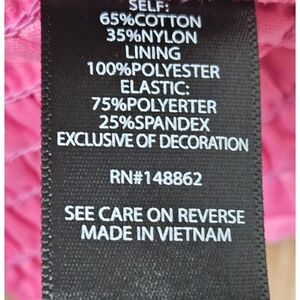 SELF:
65%COTTON
35%NYLON
LINING
100%POLYESTER
ELASTIC:
75%POLYERTER
25%SPANDEX
EXCLUSIVE OF DECORATION
RN#148862
SEE CARE ON REVERSE
MADE IN VIETNAM